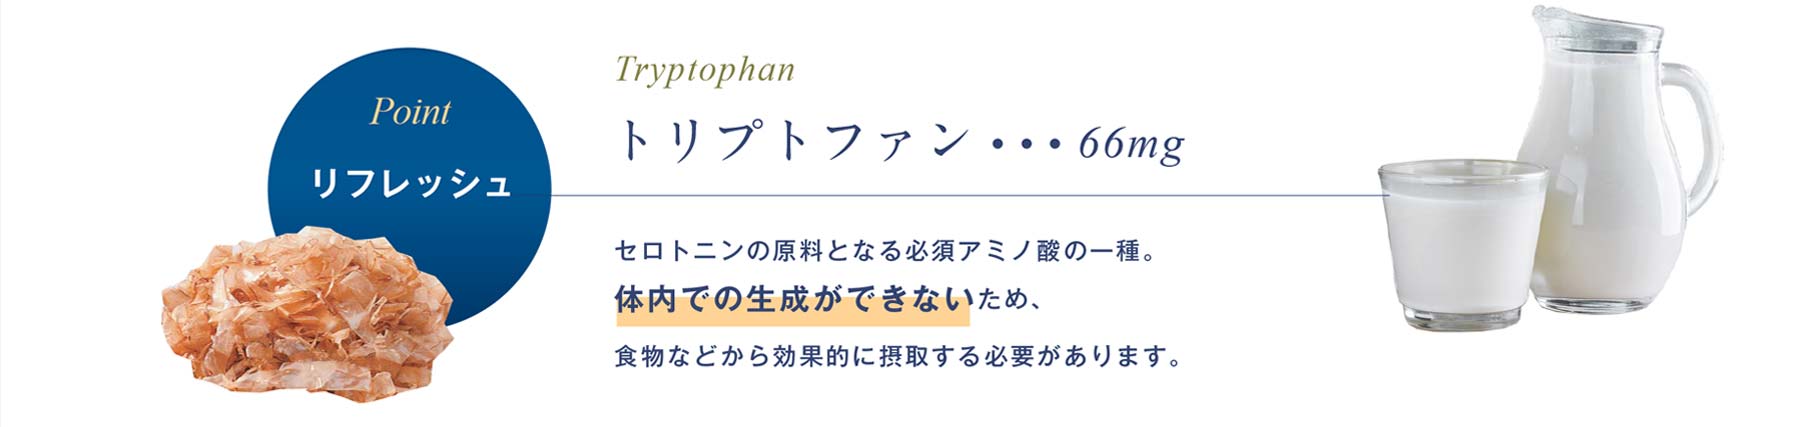 Point
リフレッシュ
Tryptophan
トリプトファン・・・66mg
セロトニンの原料となる必須アミノ酸の一種。
体内での生成ができないため、
食物などから効果的に摂取する必要があります。